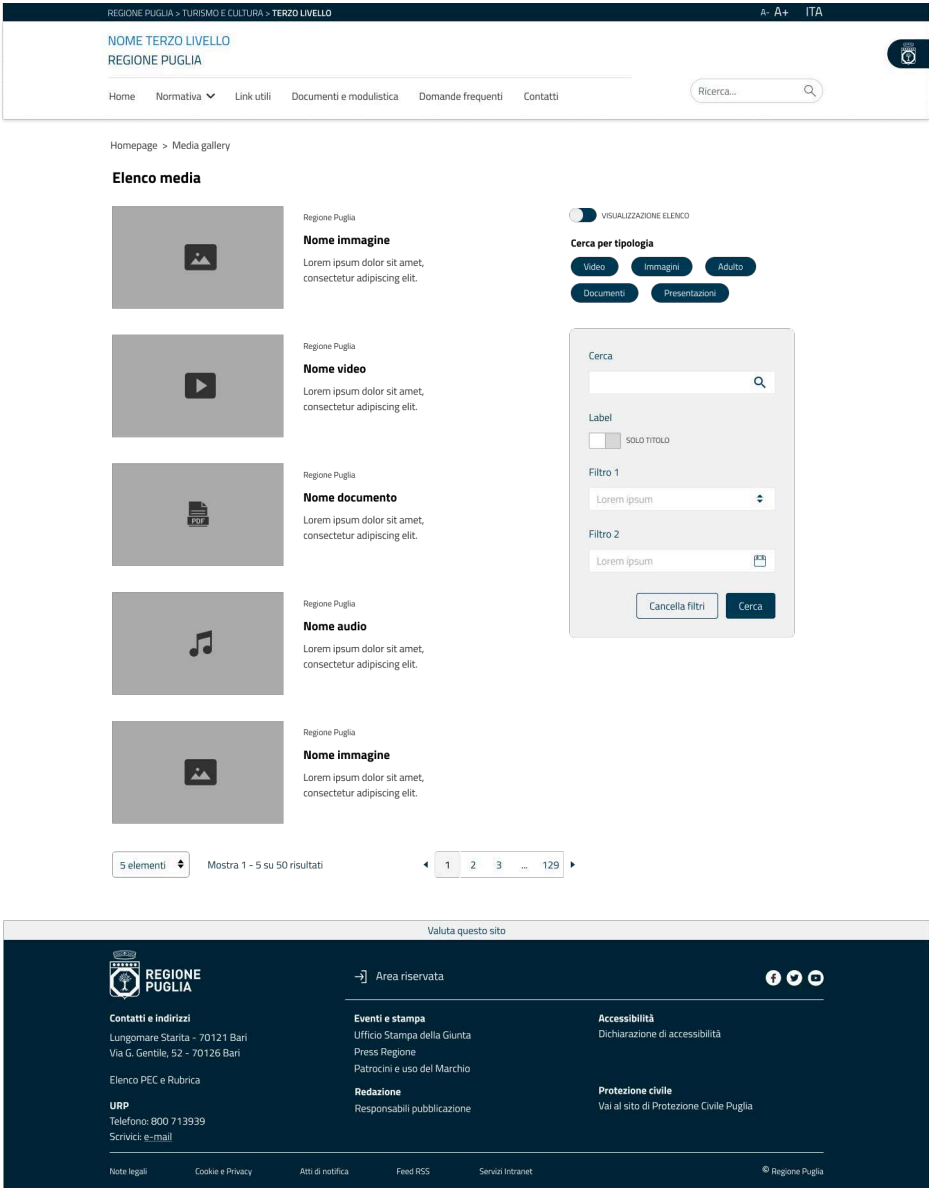 REGIONE PUGLIA > TURISMO E CULTURA > TERZO LIVELLO
A- A+ ITA
NOME TERZO LIVELLO
REGIONE PUGLIA
Home Normativa Link utili Documenti e modulistica Domande frequenti Contatti
Ricerca...
Homepage > Media gallery
Elenco media
Regione Puglia
Nome immagine
Lorem ipsum dolor sit amet,
consectetur adipiscing elit.
Regione Puglia
Nome video
Lorem ipsum dolor sit amet,
consectetur adipiscing elit.
PDF
Regione Puglia
Nome documento
Lorem ipsum dolor sit amet,
consectetur adipiscing elit.
Regione Puglia
Nome audio
Lorem ipsum dolor sit amet,
consectetur adipiscing elit.
Regione Puglia
Nome immagine
Lorem ipsum dolor sit amet,
consectetur adipiscing elit.
VISUALIZZAZIONE ELENCO
Cerca per tipologia
Video Immagini Adulto
Documenti Presentazioni
Cerca
Label
SOLO TITOLO
Filtro 1
Lorem ipsum
Filtro 2
Lorem ipsum
Cancella filtri Cerca
5 elementi Mostra 1 - 5 su 50 risultati
1 2 3 ... 129
Valuta questo sito
REGIONE
PUGLIA
Area riservata
Contatti e indirizzi
Lungomare Starita - 70121 Bari
Via G. Gentile, 52 - 70126 Bari
Elenco PEC e Rubrica
URP
Telefono: 800 713939
Scrivici: e-mail
Eventi e stampa
Ufficio Stampa della Giunta
Press Regione
Patrocini e uso del Marchio
Redazione
Responsabili pubblicazione
Accessibilità
Dichiarazione di accessibilità
Protezione civile
Vai al sito di Protezione Civile Puglia
Note legali Cookie e Privacy Atti di notifica Feed RSS Servizi Intranet © Regione Puglia